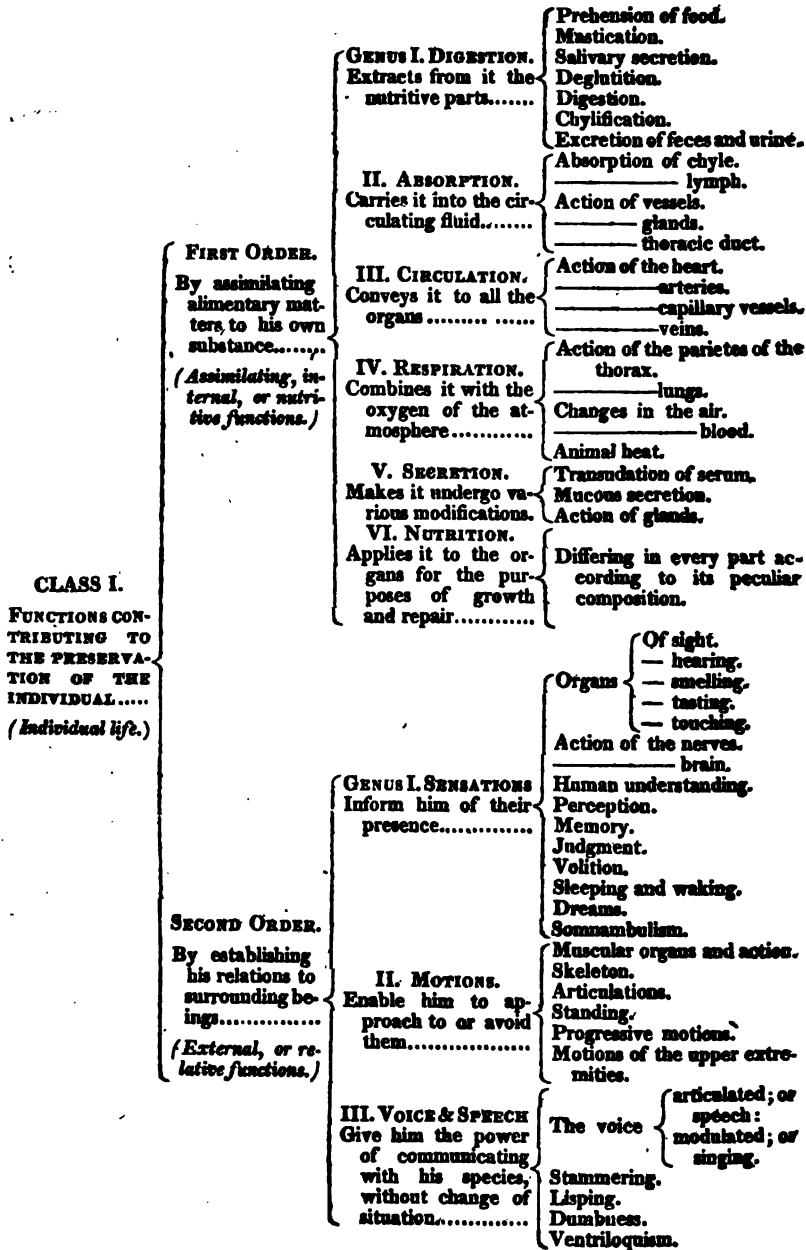 CLASS I.
FUNCTIONS CON-
TRIBUTING TO
THE PRESERVA-
TION OF THE
INDIVIDUAL.....
(Individual life.)
FIRST ORDER.
By assimilating
alimentary mat-
ters, to his own
substance........
(Assimilating, in-
ternal, or nutri-
tive functions.)
GENUS I. DIGESTION.
Extracts from it the
nutritive parts.......
Prehension of food.
Mastication.
Salivary secretion.
Deglutition.
Digestion.
Chylification.
Excretion of feces and urine.
II. ABSORPTION.
Carries it into the cir-
culating fluid........
Absorption of chyle.
———— lymph.
Action of vessels.
———— glands.
———— thoracic duct.
III. CIRCULATION.
Conveys it to all the
organs ......... ......
Action of the heart.
————arteries.
————capillary vessels.
————veins.
IV. RESPIRATION.
Combines it with the
oxygen of the at-
mosphere............
Action of the parietes of the
thorax.
————lungs.
Changes in the air.
———— blood.
Animal heat.
V. SECRETION.
Makes it undergo va-
rious modifications.
Transudation of serum.
Mucous secretion.
Action of glands.
VI. NUTRITION.
Applies it to the or-
gans for the pur-
poses of growth
and repair............
Differing in every part ac-
cording to its peculiar
composition.
SECOND ORDER.
By establishing
his relations to
surrounding be-
ings...............
(External, or re-
lative functions.)
GENUS I. SENSATIONS
Inform him of their
presence..............
Organs
Of sight.
— hearing.
— smelling.
— tasting.
— touching.
Action of the nerves.
———— brain.
Human understanding.
Perception.
Memory.
Judgment.
Volition.
Sleeping and waking.
Dreams.
Somnambulism.
II. MOTIONS.
Enable him to ap-
proach to or avoid
them..................
Muscular organs and action.
Skeleton.
Articulations.
Standing.
Progressive motions.
Motions of the upper extre-
mities.
III. VOICE & SPEECH
Give him the power
of communicating
with his species,
without change of
situation..............
The voice
articulated; or
speech:
modulated; or
singing.
Stammering.
Lisping.
Dumbness.
Ventriloquism.